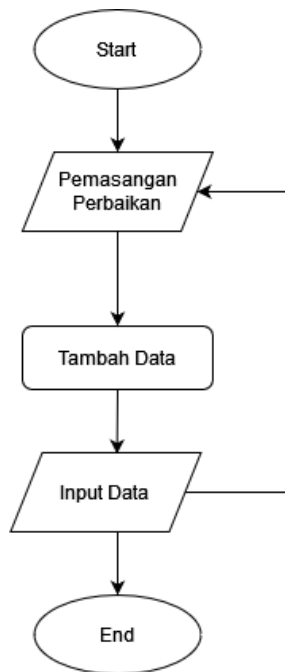 Start
Pemasangan
Perbaikan
Tambah Data
Input Data
End